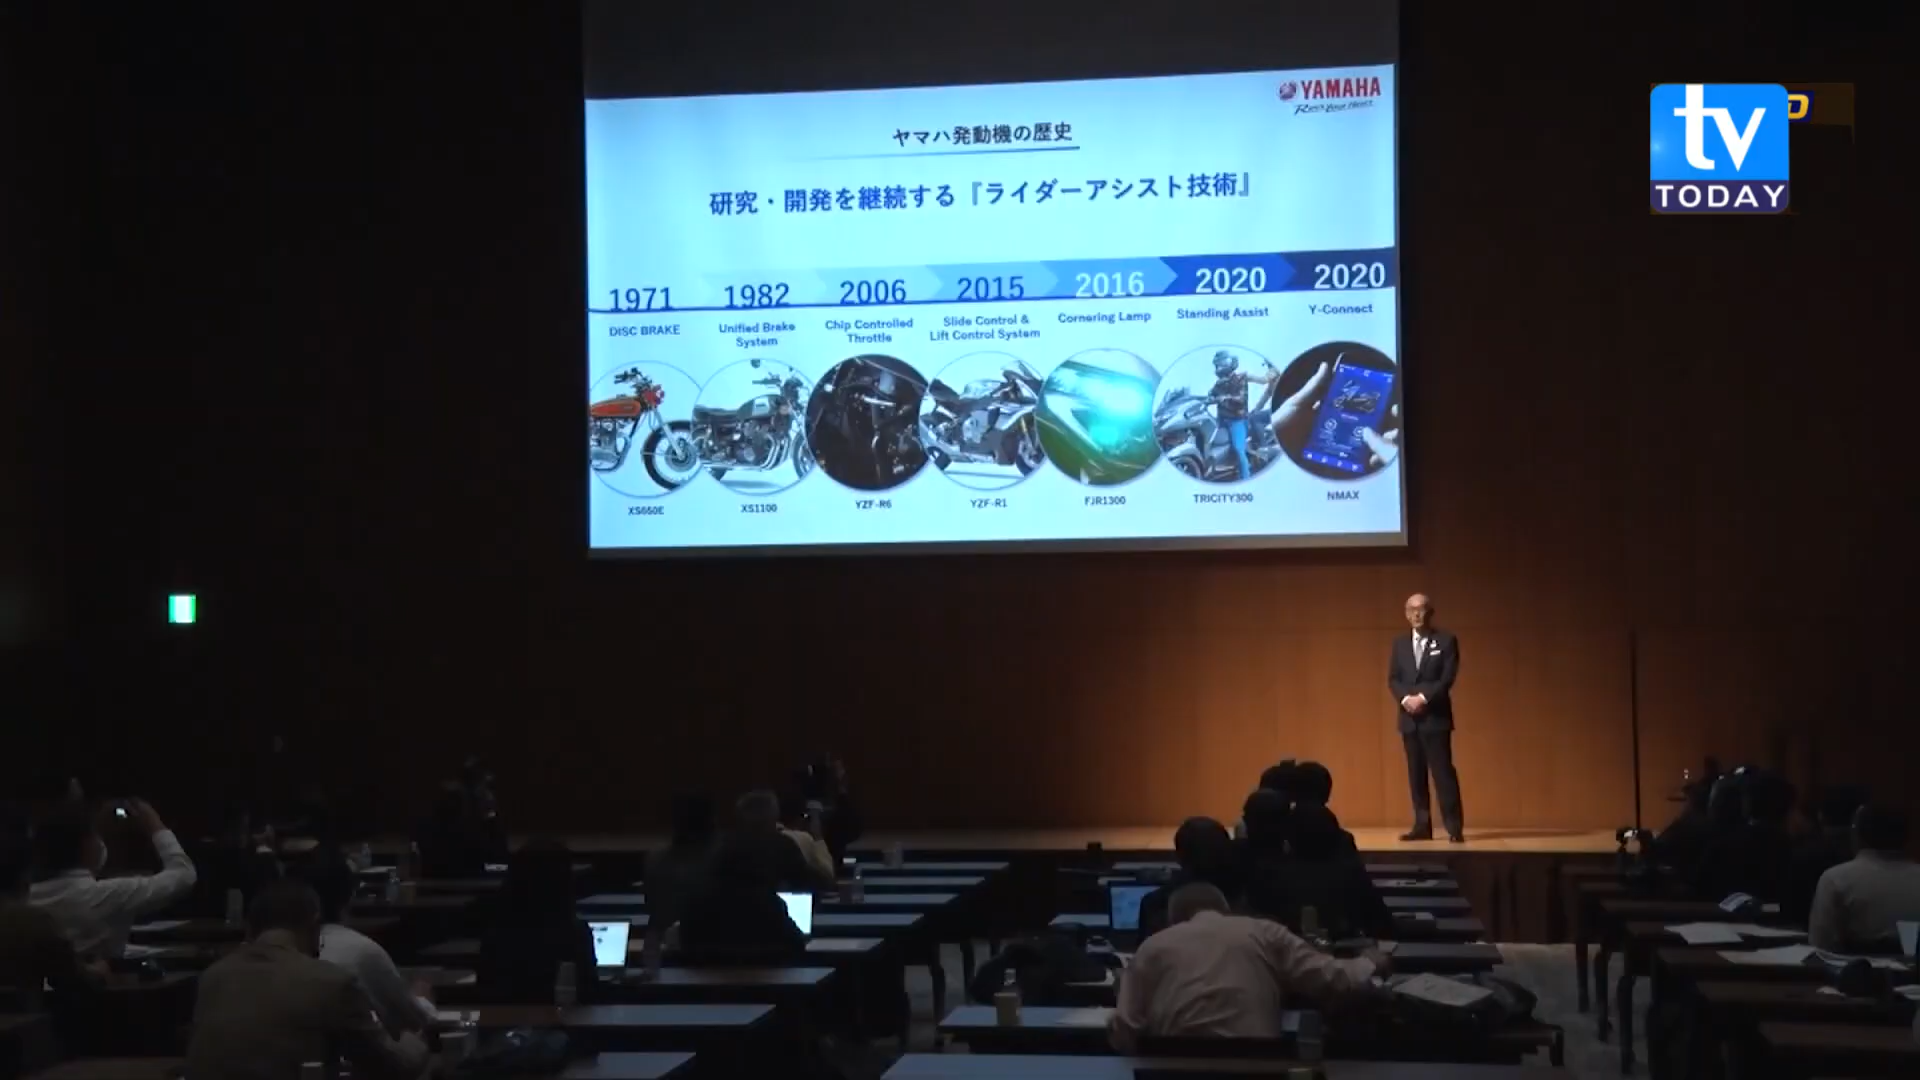 YAMAHA
Revs Your Heart
ヤマハ発動機の歴史
研究・開発を継続する『ライダーアシスト技術』
1971 1982 2006 2015 2016 2020 2020
DISC BRAKE
Unified Brake
System
Chip Controlled
Throttle
Slide Control &
Lift Control System
Cornering Lamp
Standing Assist
Y-Connect
XS650E XS1100 YZF-R6 YZF-R1 FJR1300 TRICITY300 NMAX
tv
TODAY